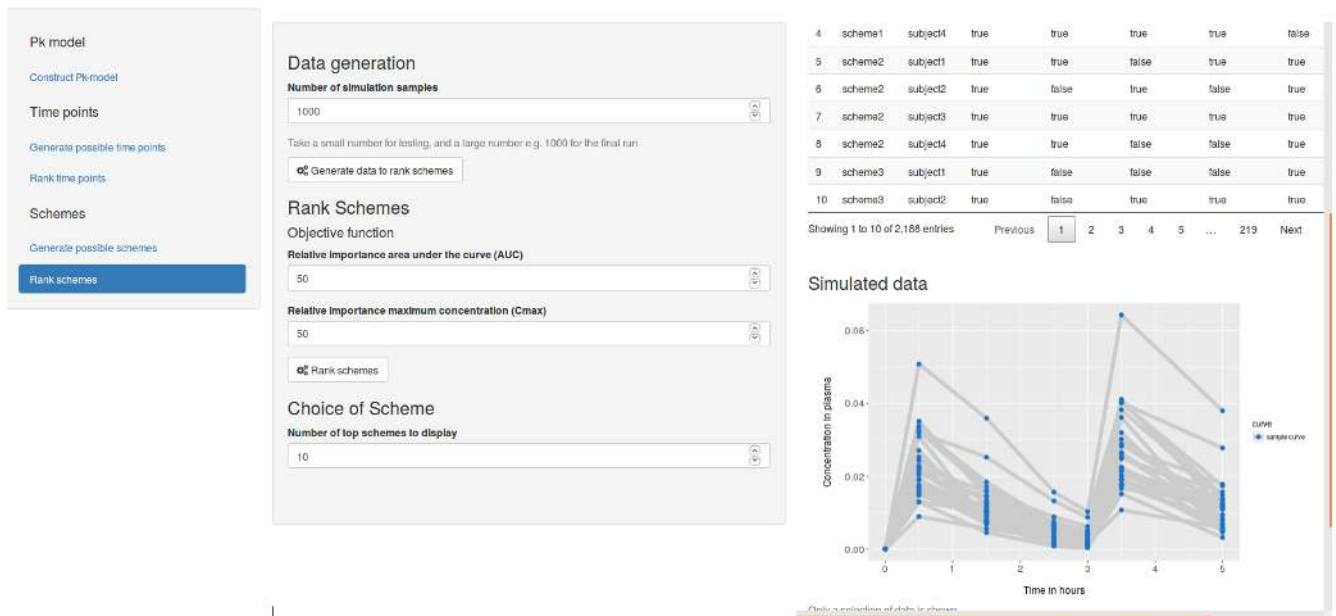 Pk model
Construct Pk-model
Time points
Generate possible time points
Rank time points
Schemes
Generate possible schemes
Rank schemes
Data generation
Number of simulation samples
1000
Take a small number for testing, and a large number e.g. 1000 for the final run
Generate data to rank schemes
Rank Schemes
Objective function
Relative importance area under the curve (AUC)
50
Relative importance maximum concentration (Cmax)
50
Rank schemes
Choice of Scheme
Number of top schemes to display
10
4 scheme1 subject4 true true true true false
5 scheme2 subject1 true true false true true
6 scheme2 subject2 true false true false true
7 scheme2 subject3 true true true true true
8 scheme2 subject4 true true false false true
9 scheme3 subject1 true false false false true
10 scheme3 subject2 true false true true true
Showing 1 to 10 of 2,188 entries Previous 1 2 3 4 5 ... 219 Next
Simulated data
0.06
0.04
0.02
0.00
Concentration in plasma
0 1 2 3 4 5
Time in hours
curve
sample curve
Only a selection of data is shown